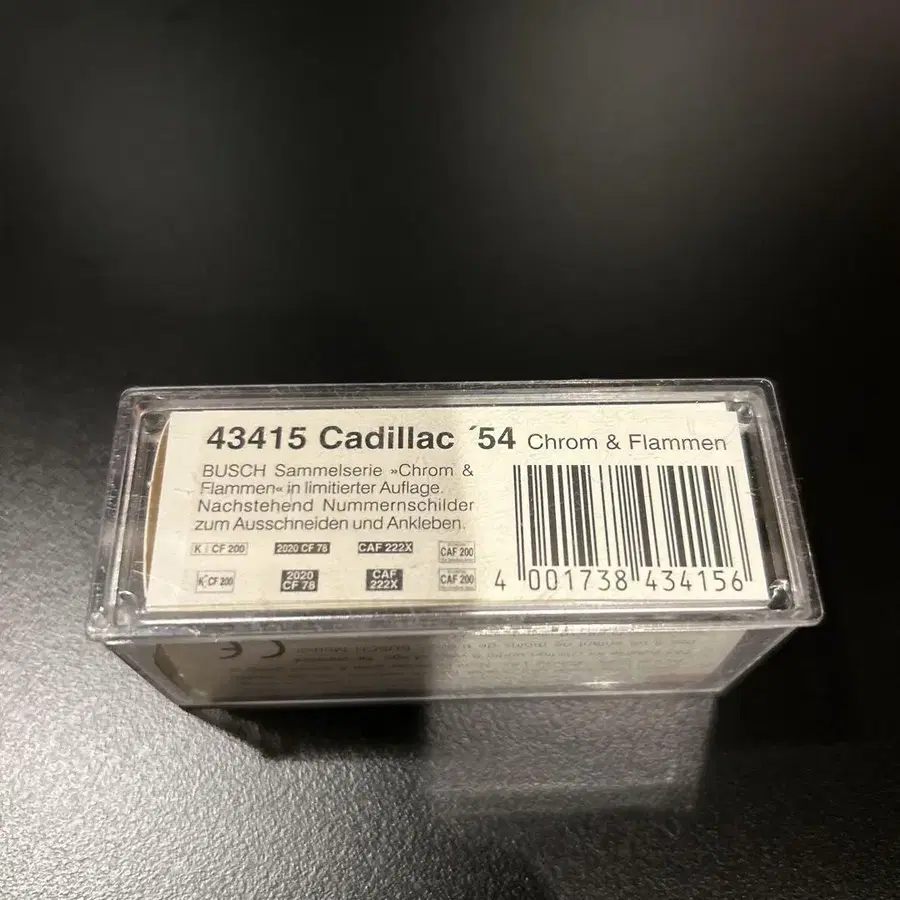 43415 Cadillac ´54 Chrom & Flammen
BUSCH Sammelserie »Chrom &
Flammen« in limitierter Auflage.
Nachstehend Nummernschilder
zum Ausschneiden und Ankleben.
K CF 200 2020 CF 78 CAF 222X CAF 200
K CF 200 2020 CF 78 CAF 222X CAF 200
4 001738 434156
CE